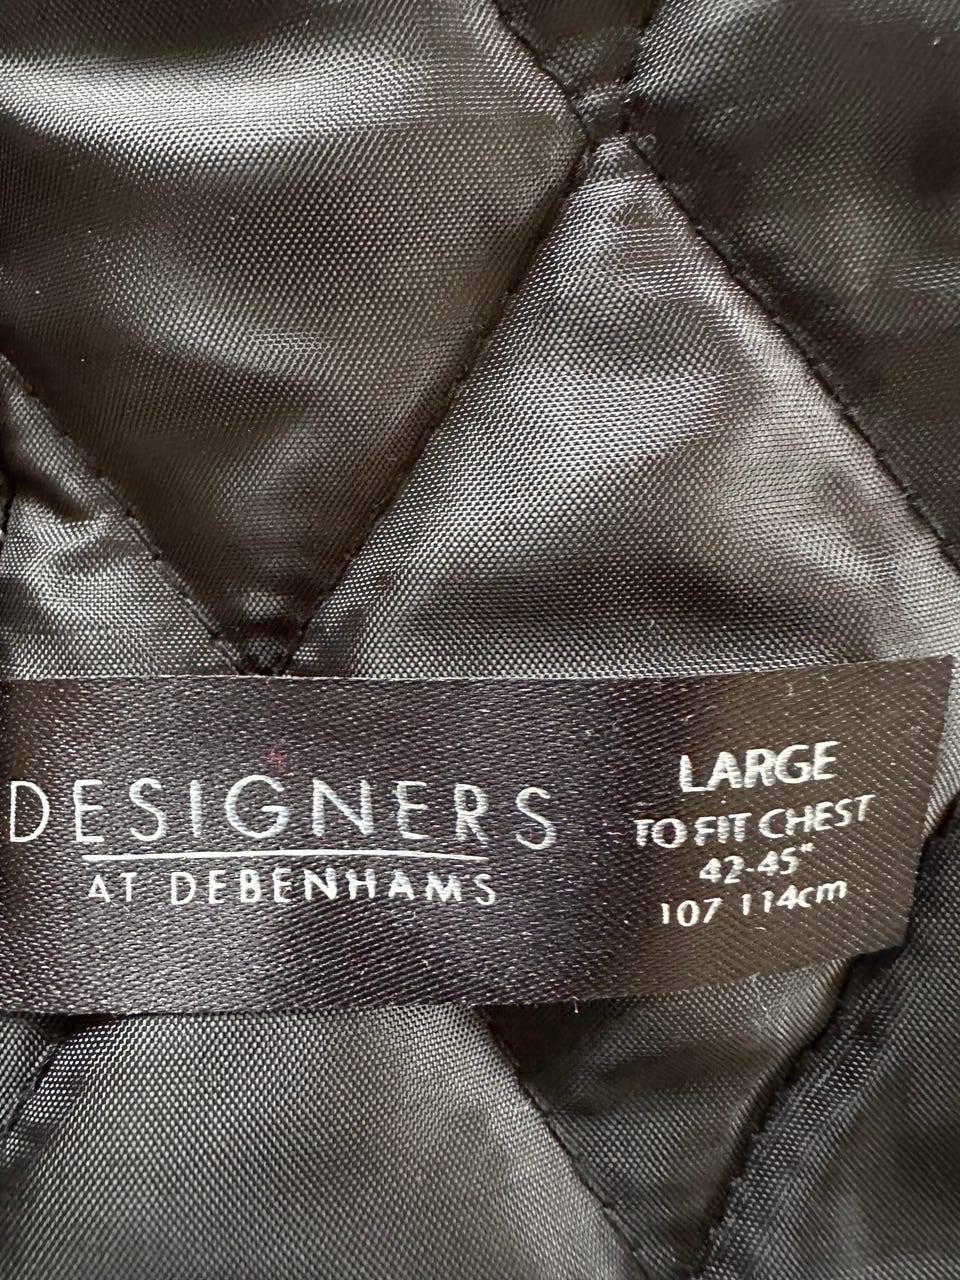 DESIGNERS
AT DEBENHAMS
LARGE
TO FIT CHEST
42-45"
107 114cm